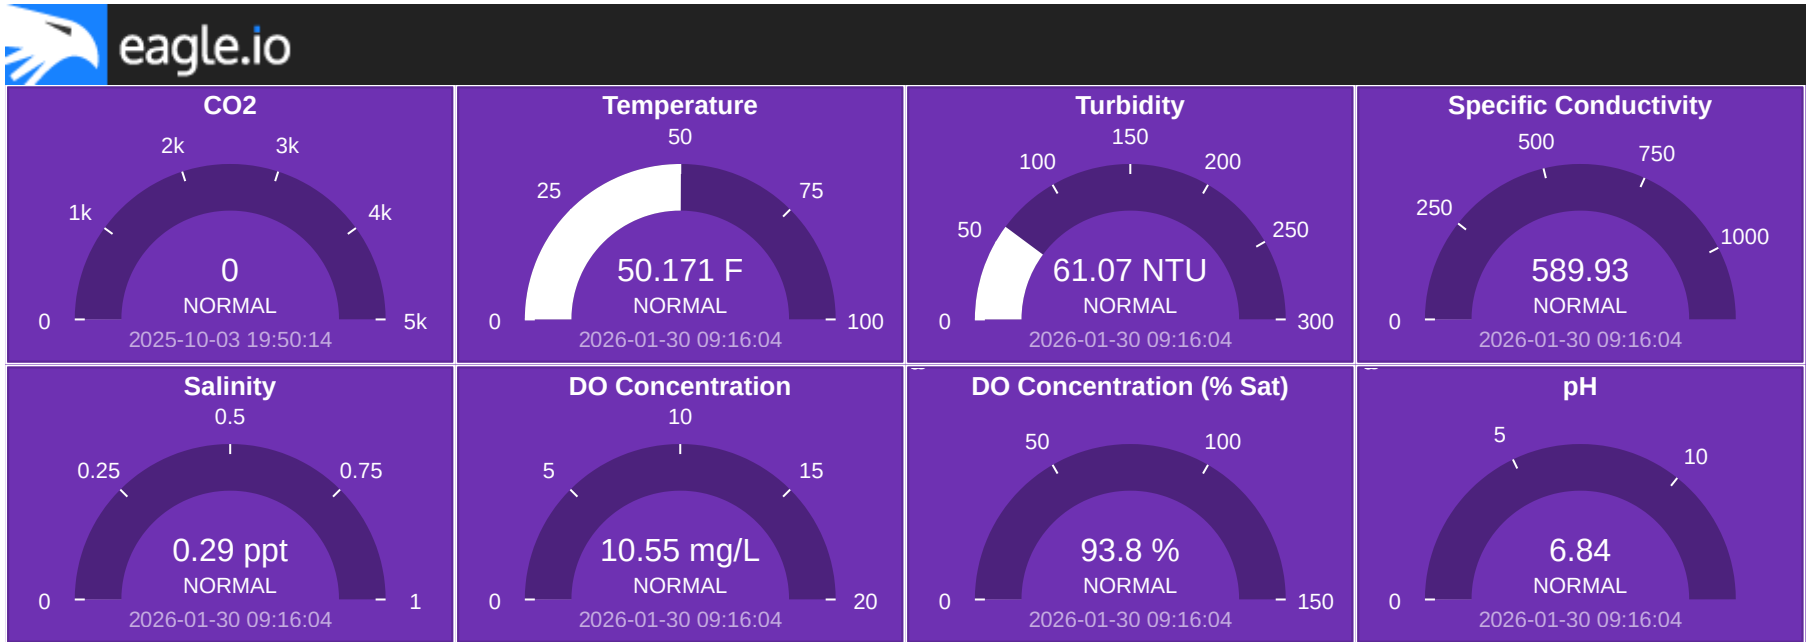 eagle.io
CO2
2k
3k
1k
4k
0
NORMAL
0
5k
2025-10-03 19:50:14
Temperature
50
25
75
50.171 F
NORMAL
0
100
2026-01-30 09:16:04
Turbidity
150
100
200
50
250
61.07 NTU
NORMAL
0
300
2026-01-30 09:16:04
Specific Conductivity
500
750
250
1000
589.93
NORMAL
0
2026-01-30 09:16:04
Salinity
0.5
0.25
0.75
0.29 ppt
NORMAL
0
1
2026-01-30 09:16:04
DO Concentration
10
5
15
10.55 mg/L
NORMAL
0
20
2026-01-30 09:16:04
DO Concentration (% Sat)
50
100
93.8 %
NORMAL
0
150
2026-01-30 09:16:04
pH
5
10
6.84
NORMAL
0
2026-01-30 09:16:04